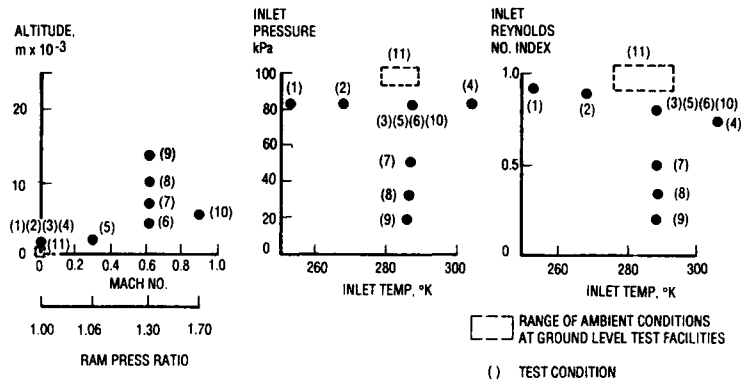 ALTITUDE,
m x 10-3
20
10
0
(9)
(8)
(7)
(6)
(10)
(5)
(1)(2)(3)(4)
(11)
0 0.2 0.4 0.6 0.8 1.0
MACH NO.
1.00 1.06 1.30 1.70
RAM PRESS RATIO
INLET
PRESSURE
kPa
100
80
60
40
20
0
(11)
(1) (2) (4)
(3)(5)(6)(10)
(7)
(8)
(9)
260 280 300
INLET TEMP, °K
INLET
REYNOLDS
NO. INDEX
1.0
0.5
0
(11)
(1) (2) (3)(5)(6)(10)
(4)
(7)
(8)
(9)
260 280 300
INLET TEMP, °K
RANGE OF AMBIENT CONDITIONS
AT GROUND LEVEL TEST FACILITIES
( ) TEST CONDITION